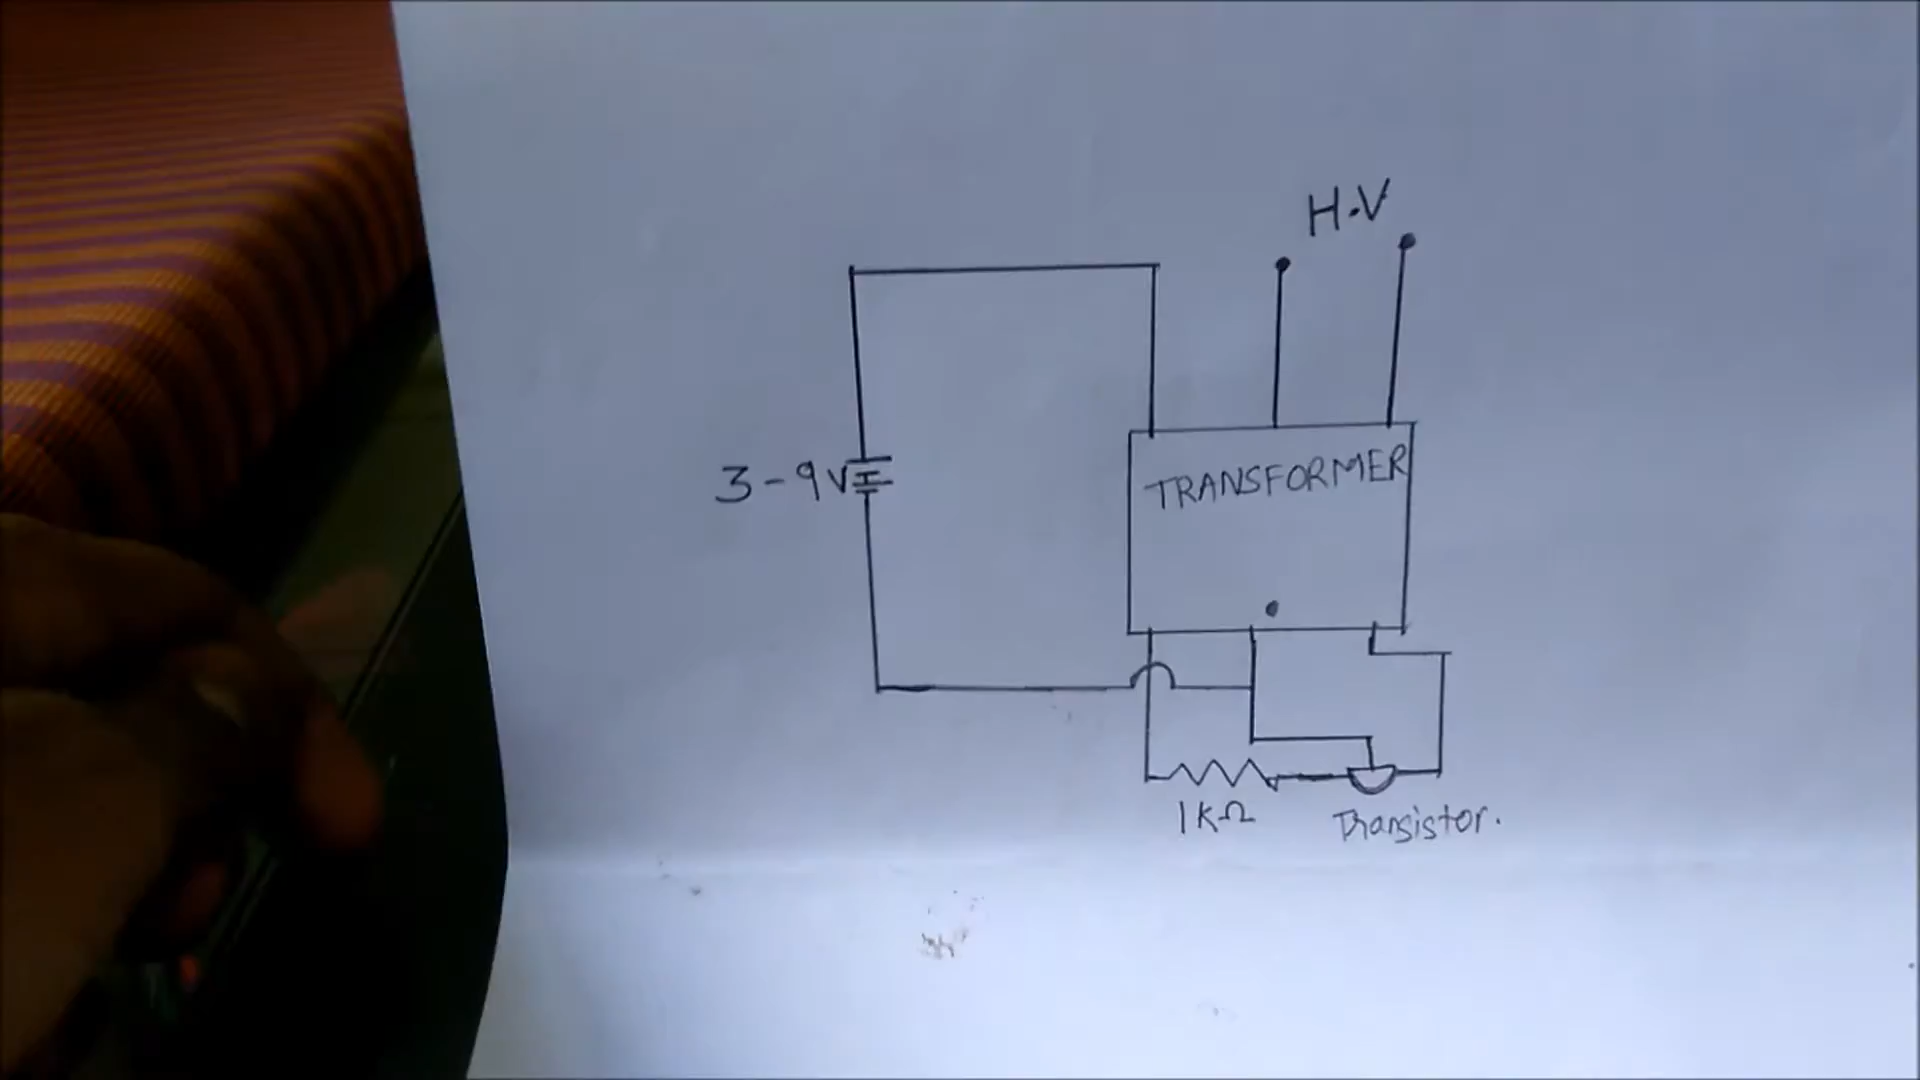 H.V
3-9V
TRANSFORMER
1KΩ
Transistor.